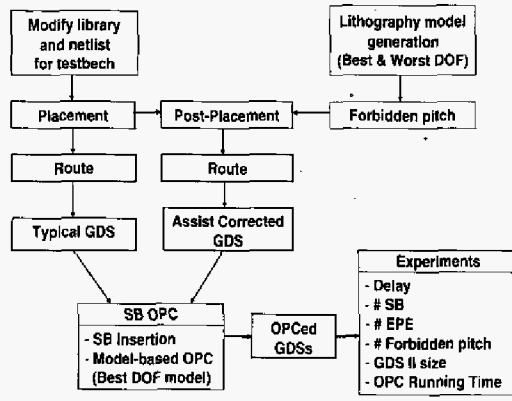 Modify library
and netlist
for testbech
Lithography model
generation
(Best & Worst DOF)
Placement
Post-Placement
Forbidden pitch
Route
Route
Typical GDS
Assist Corrected
GDS
SB OPC
- SB Insertion
- Model-based OPC
(Best DOF model)
OPCed
GDSs
Experiments
- Delay
- # SB
- # EPE
- # Forbidden pitch
- GDS II size
- OPC Running Time